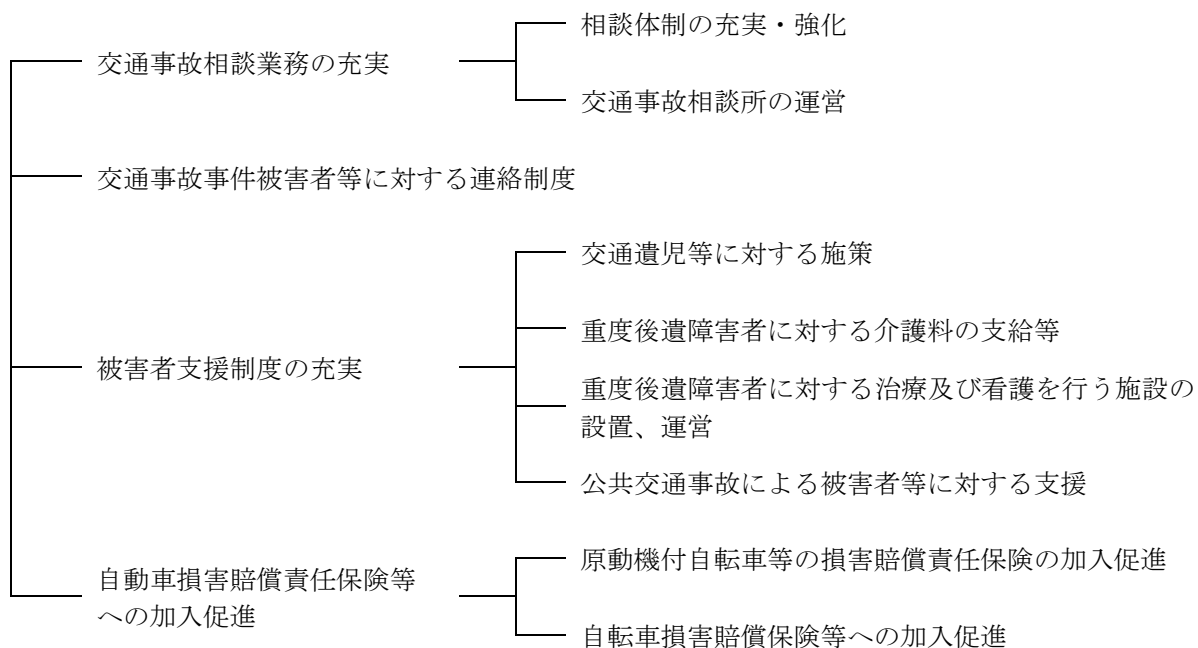 交通事故相談業務の充実
相談体制の充実・強化
交通事故相談所の運営
交通事故事件被害者等に対する連絡制度
被害者支援制度の充実
交通遺児等に対する施策
重度後遺障害者に対する介護料の支給等
重度後遺障害者に対する治療及び看護を行う施設の
設置、運営
公共交通事故による被害者等に対する支援
自動車損害賠償責任保険等
への加入促進
原動機付自転車等の損害賠償責任保険の加入促進
自転車損害賠償保険等への加入促進